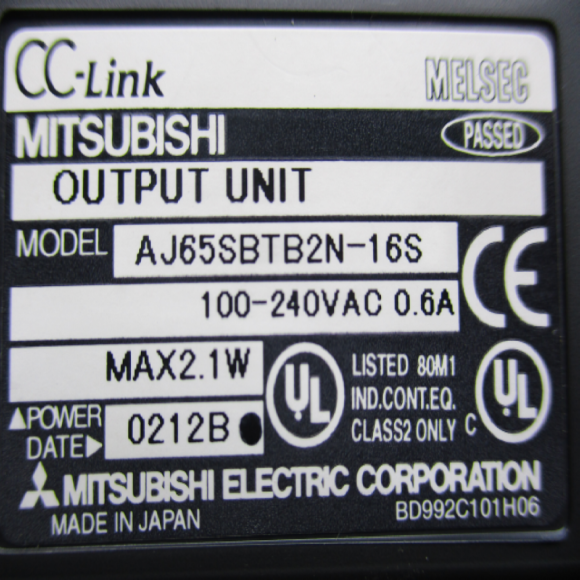 CC-Link MELSEC
MITSUBISHI PASSED
OUTPUT UNIT
MODEL AJ65SBTB2N-16S CE
100-240VAC 0.6A
MAX2.1W
▲POWER
DATE▶ 0212B●
UL LISTED 80M1
IND.CONT.EQ.
CLASS2 ONLY C UL
MITSUBISHI ELECTRIC CORPORATION
MADE IN JAPAN BD992C101H06